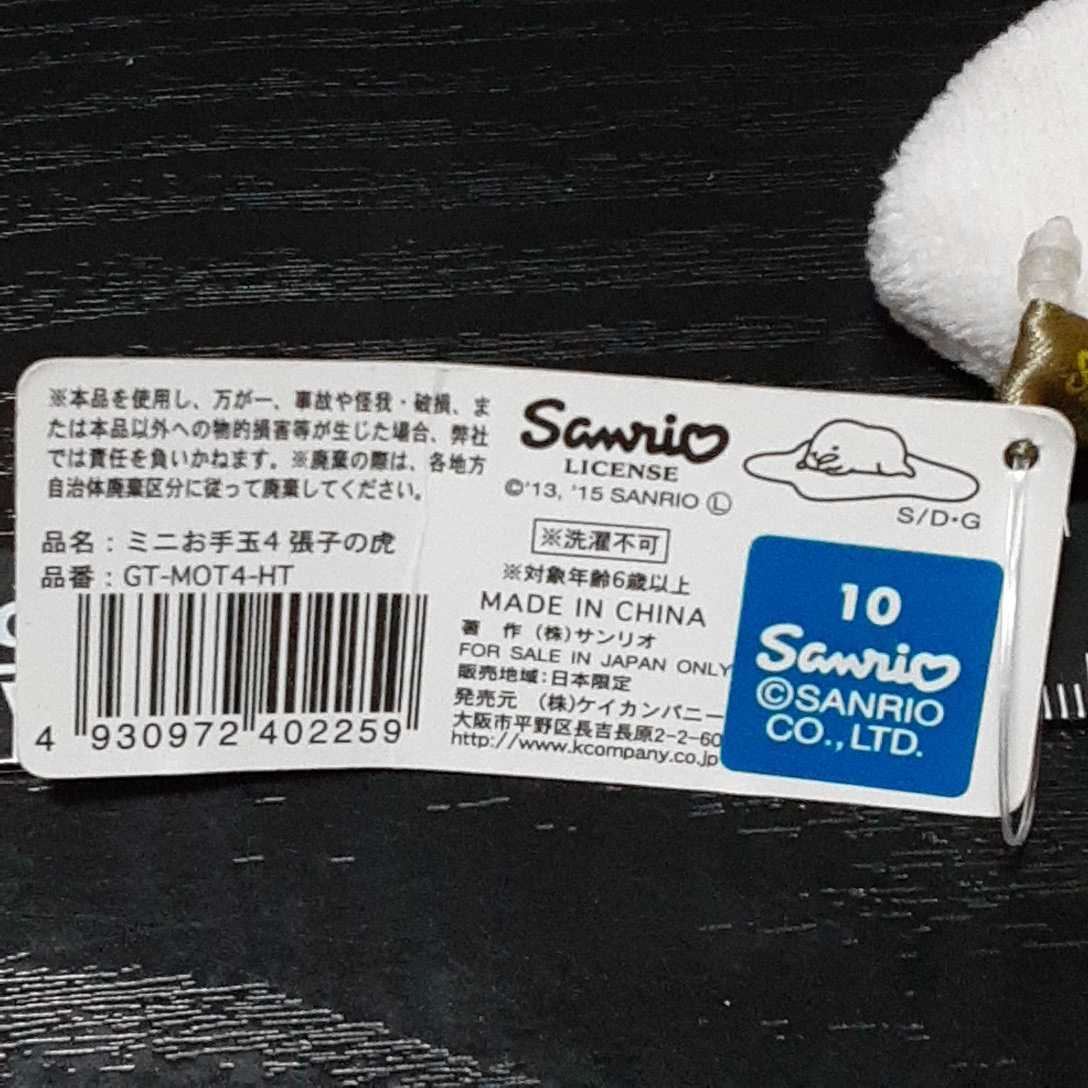 ※本品を使用し、万が一、事故や怪我・破損、ま
たは本品以外への物的損害等が生じた場合、弊社
では責任を負いかねます。※廃棄の際は、各地方
自治体廃棄区分に従って廃棄してください。
品名：ミニお手玉4 張子の虎
品番：GT-MOT4-HT
4 930972 402259
Sanrio
LICENSE
©'13, '15 SANRIO Ⓛ
※洗濯不可
※対象年齢6歳以上
MADE IN CHINA
著 作 (株)サンリオ
FOR SALE IN JAPAN ONLY
販売地域:日本限定
発売元 (株)ケイカンパニー
大阪市平野区長吉長原2-2-60
http://www.kcompany.co.jp
S/D・G
10
Sanrio
©SANRIO
CO., LTD.